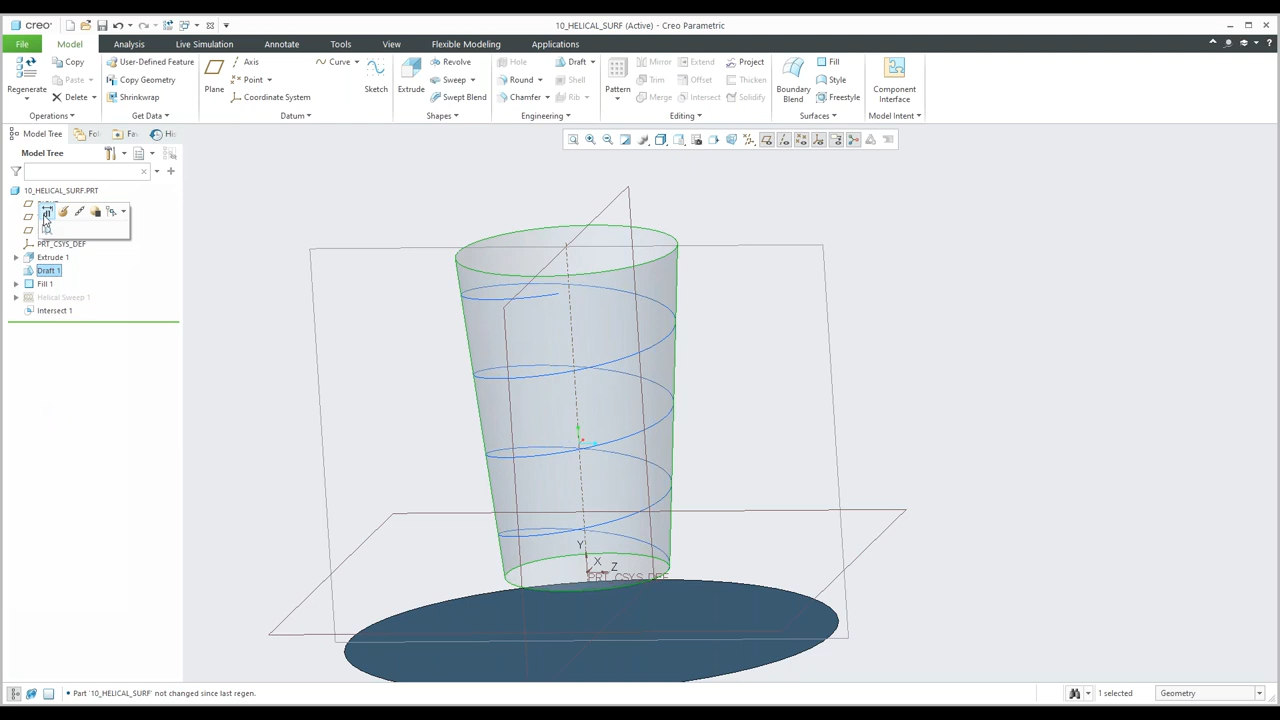 creo
10_HELICAL_SURF (Active) - Creo Parametric
File Model Analysis Live Simulation Annotate Tools View Flexible Modeling Applications
Regenerate
Copy
Paste
Delete
Operations
User-Defined Feature
Copy Geometry
Shrinkwrap
Get Data
Plane
Axis
Point
Coordinate System
Curve
Sketch
Datum
Extrude
Revolve
Sweep
Swept Blend
Shapes
Hole
Round
Chamfer
Draft
Shell
Rib
Engineering
Pattern
Mirror
Trim
Merge
Extend
Offset
Intersect
Project
Thicken
Solidify
Editing
Boundary
Blend
Fill
Style
Freestyle
Surfaces
Component
Interface
Model Intent
Model Tree
Fol
Fa
His
Model Tree
10_HELICAL_SURF.PRT
PRT_CSYS_DEF
Extrude 1
Draft 1
Fill 1
Helical Sweep 1
Intersect 1
Y
X
Z
PRT_CSYS_DEF
Part '10_HELICAL_SURF' not changed since last regen.
1 selected
Geometry